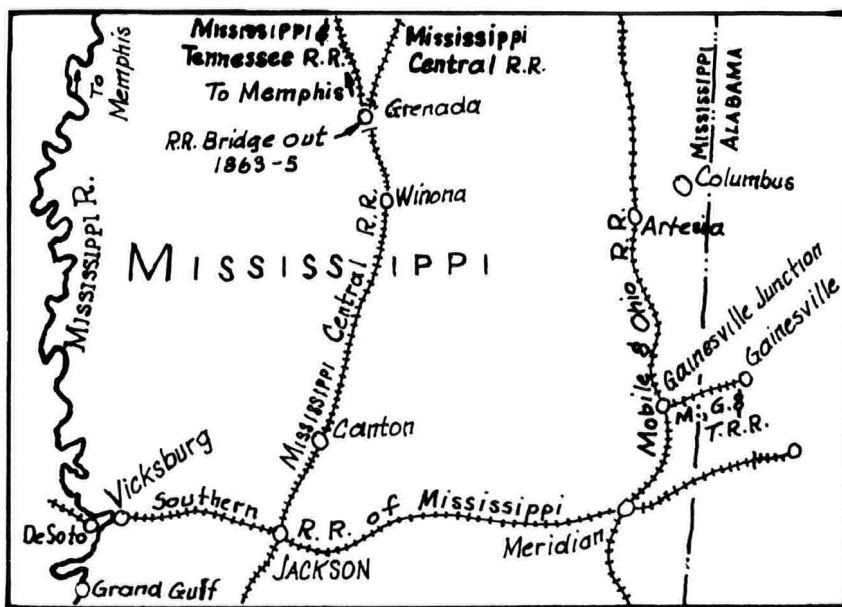 MISSISSIPPI &
TENNESSEE R.R.
To Memphis
Mississippi
Central R.R.
To Memphis
Grenada
R.R. Bridge out
1863-5
Winona
MISSISSIPPI R.
MISSISSIPPI
MISSISSIPPI Central R.R.
Canton
MISSISSIPPI
ALABAMA
Columbus
Artesia
Mobile & Ohio R.R.
Gainesville Junction
Gainesville
M., G. &
T.R.R.
Vicksburg
DeSoto
Southern R.R. of Mississippi
Meridian
JACKSON
Grand Gulf